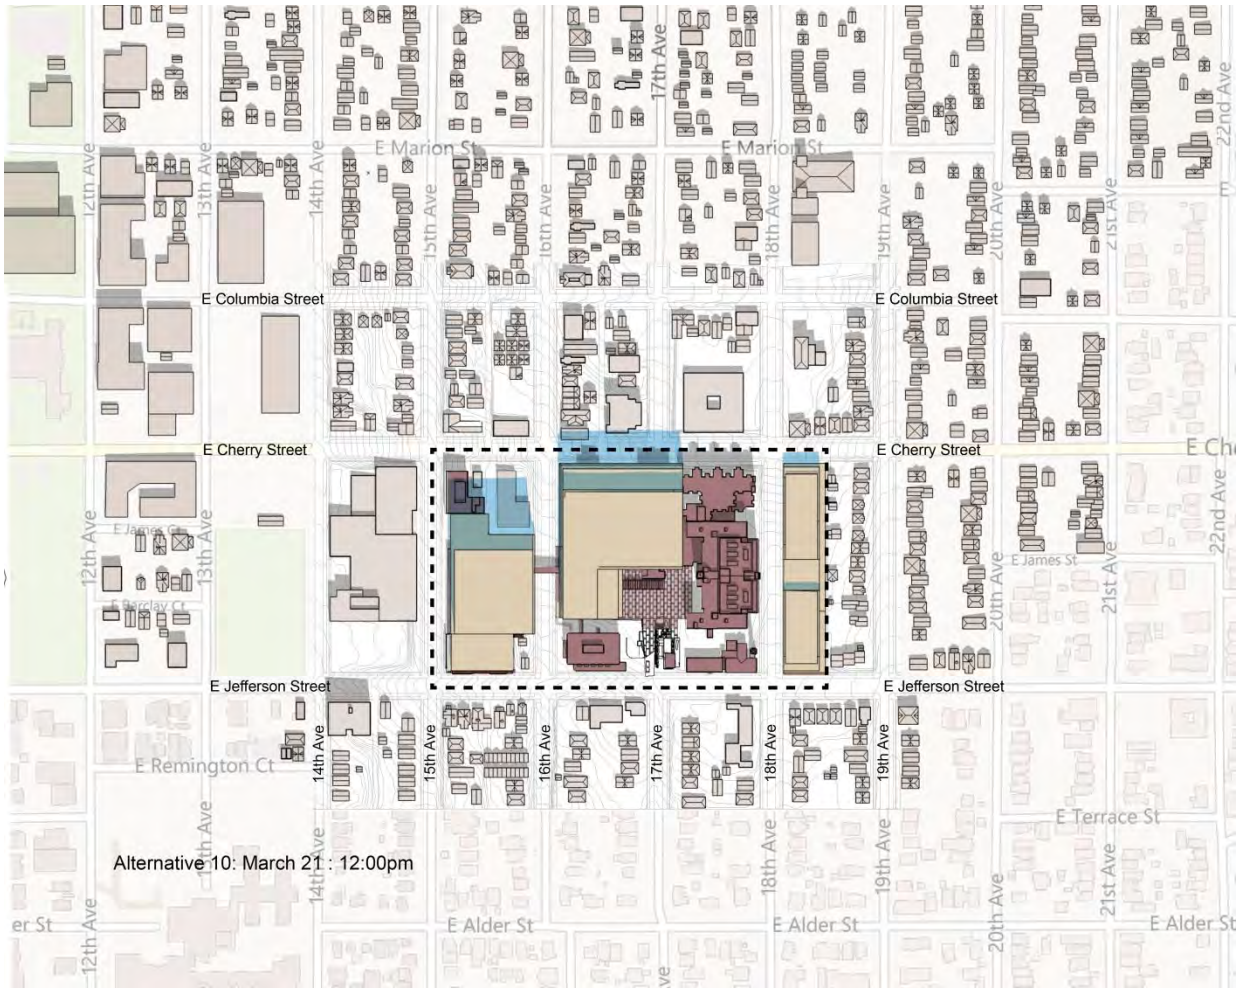 17th Ave
22nd Ave
E Marion St
E Marion St
12th Ave
13th Ave
14th Ave
15th Ave
16th Ave
18th Ave
19th Ave
20th Ave
21st Ave
E
E Columbia Street
E Columbia Street
E Cherry Street
E Cherry Street
E Ch
12th Ave
E James Ct
13th Ave
E James St
21st Ave
22nd Ave
E Barclay Ct
20th Ave
E Jefferson Street
E Jefferson Street
14th Ave
15th Ave
16th Ave
17th Ave
18th Ave
19th Ave
E Remington Ct
E Terrace St
13th Ave
14th Ave
18th Ave
19th Ave
Alternative 10: March 21 : 12:00pm
21st Ave
er St
12th Ave
E Alder St
E Alder St
20th Ave
E Alder St
ve